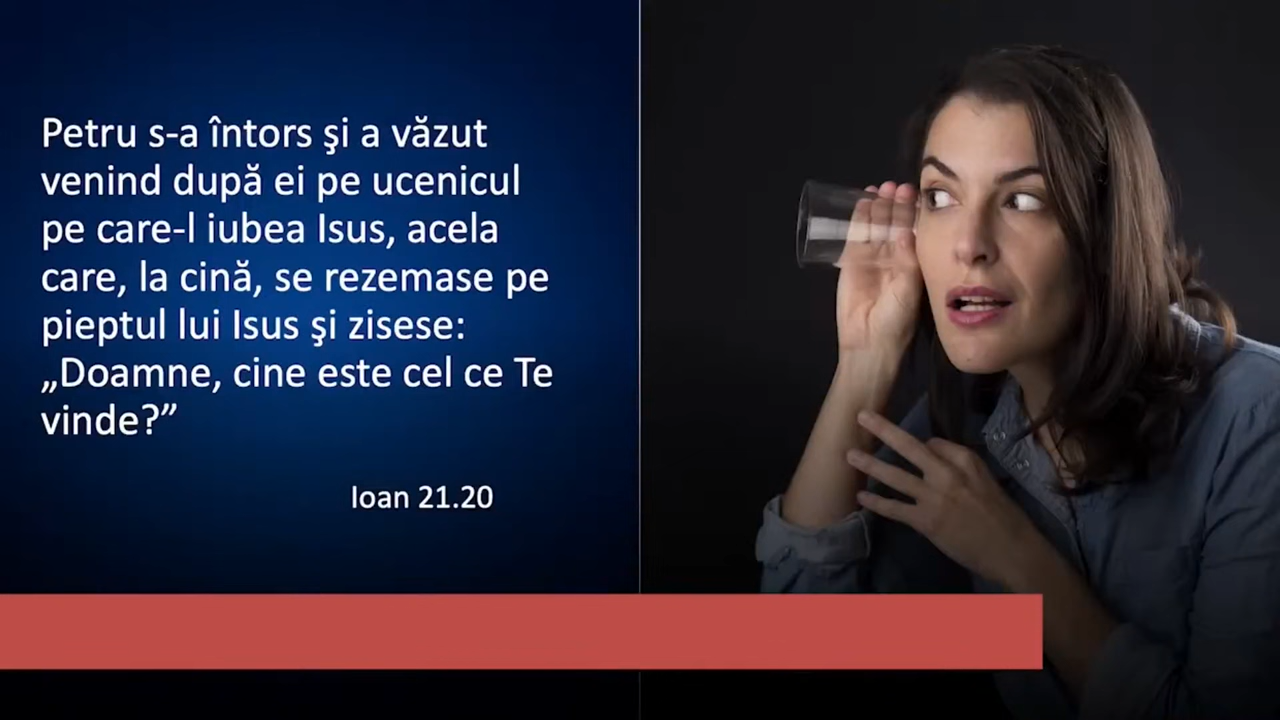 Petru s-a întors şi a văzut
venind după ei pe ucenicul
pe care-l iubea Isus, acela
care, la cină, se rezemase pe
pieptul lui Isus şi zisese:
„Doamne, cine este cel ce Te
vinde?”
Ioan 21.20